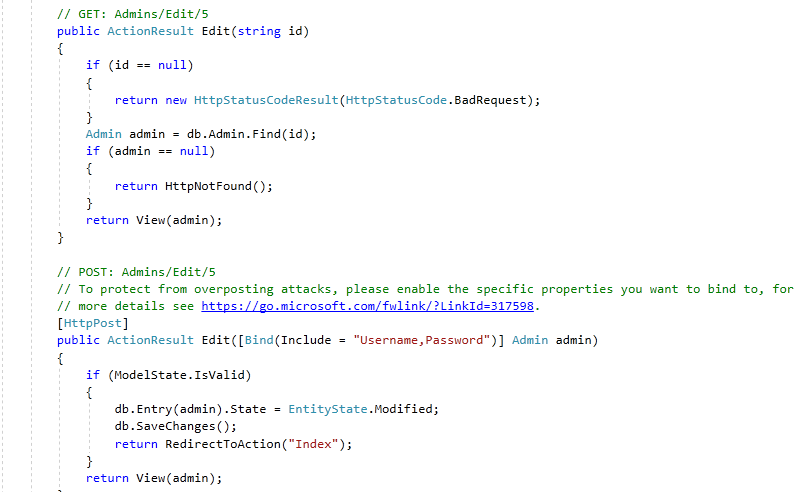 // GET: Admins/Edit/5
public ActionResult Edit(string id)
{
if (id == null)
{
return new HttpStatusCodeResult(HttpStatusCode.BadRequest);
}
Admin admin = db.Admin.Find(id);
if (admin == null)
{
return HttpNotFound();
}
return View(admin);
}
// POST: Admins/Edit/5
// To protect from overposting attacks, please enable the specific properties you want to bind to, for
// more details see https://go.microsoft.com/fwlink/?LinkId=317598.
[HttpPost]
public ActionResult Edit([Bind(Include = "Username,Password")] Admin admin)
{
if (ModelState.IsValid)
{
db.Entry(admin).State = EntityState.Modified;
db.SaveChanges();
return RedirectToAction("Index");
}
return View(admin);